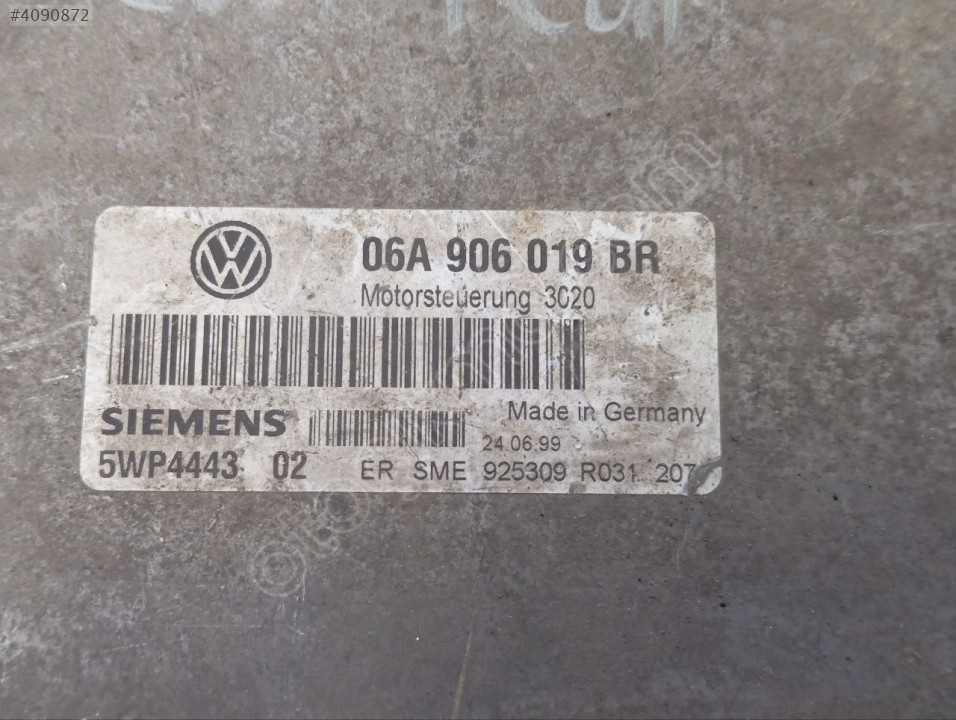 #4090872
06A 906 019 BR
Motorsteuerung 3020
SIEMENS
Made in Germany
24.06.99
5WP4443 02
ER SME 925309 R031 207